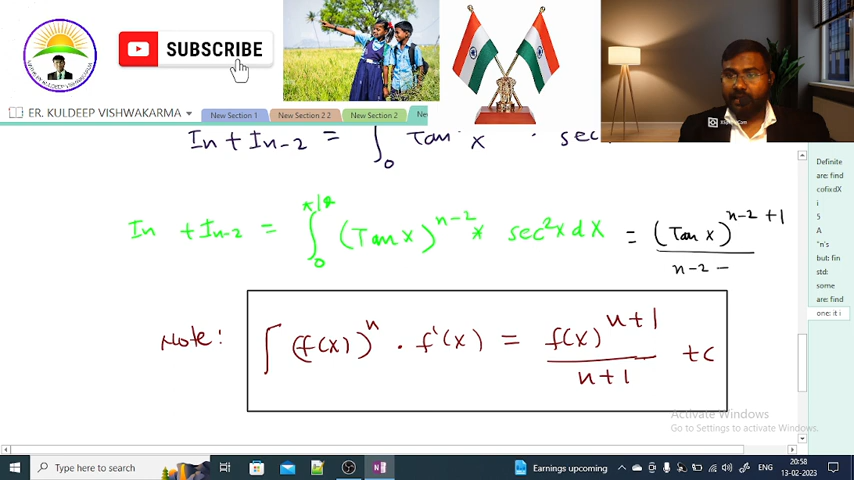 SUBSCRIBE
ER. KULDEEP VISHWAKARMA
New Section 1
New Section 2 2
New Section 2
Ne
In + In-2 = ∫0 Tan x . sec
In + In-2 = ∫0 (Tan x)^n-2 * sec²x dx = (Tan x)^n-2+1
n-2 -
Note: ∫ (f(x))^n . f'(x) = f(x)^n+1 / n+1 + c
Definite
are: find
cofixdX
i
5
A
"n's
but; fin
std:
some
are: find
one: it i
Activate Windows
Go to Settings to activate Windows.
Type here to search
Earnings upcoming
ENG
20:58
13-02-2023